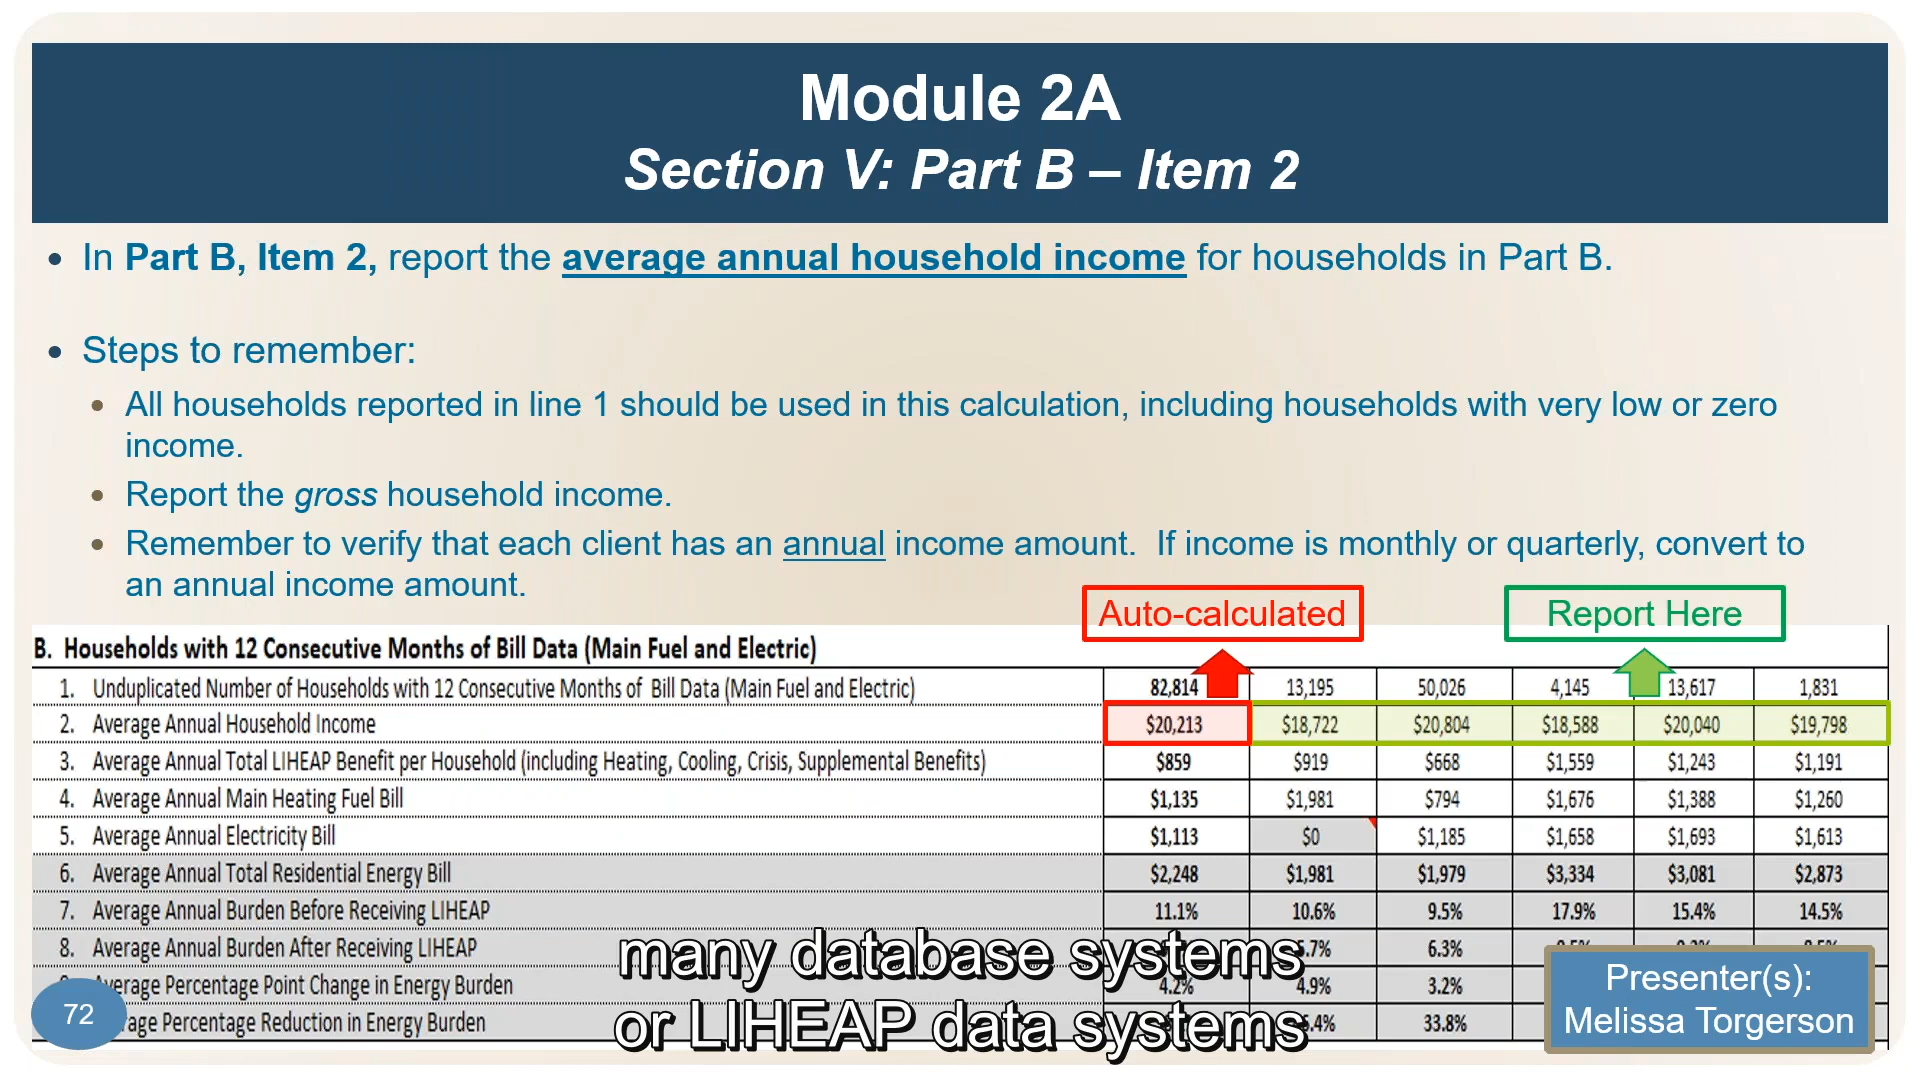 Module 2A
Section V: Part B – Item 2
• In Part B, Item 2, report the average annual household income for households in Part B.
• Steps to remember:
• All households reported in line 1 should be used in this calculation, including households with very low or zero
income.
• Report the gross household income.
• Remember to verify that each client has an annual income amount. If income is monthly or quarterly, convert to
an annual income amount.
Auto-calculated
Report Here
B. Households with 12 Consecutive Months of Bill Data (Main Fuel and Electric)
1. Unduplicated Number of Households with 12 Consecutive Months of Bill Data (Main Fuel and Electric) 82,814 13,195 50,026 4,145 13,617 1,831
2. Average Annual Household Income $20,213 $18,722 $20,804 $18,588 $20,040 $19,798
3. Average Annual Total LIHEAP Benefit per Household (including Heating, Cooling, Crisis, Supplemental Benefits) $859 $919 $668 $1,559 $1,243 $1,191
4. Average Annual Main Heating Fuel Bill $1,135 $1,981 $794 $1,676 $1,388 $1,260
5. Average Annual Electricity Bill $1,113 $0 $1,185 $1,658 $1,693 $1,613
6. Average Annual Total Residential Energy Bill $2,248 $1,981 $1,979 $3,334 $3,081 $2,873
7. Average Annual Burden Before Receiving LIHEAP 11.1% 10.6% 9.5% 17.9% 15.4% 14.5%
8. Average Annual Burden After Receiving LIHEAP 6.3%
Percentage Point Change in Energy Burden 4.2% 4.9% 3.2%
Percentage Reduction in Energy Burden 33.8%
many database systems
or LIHEAP data systems
72
Presenter(s):
Melissa Torgerson